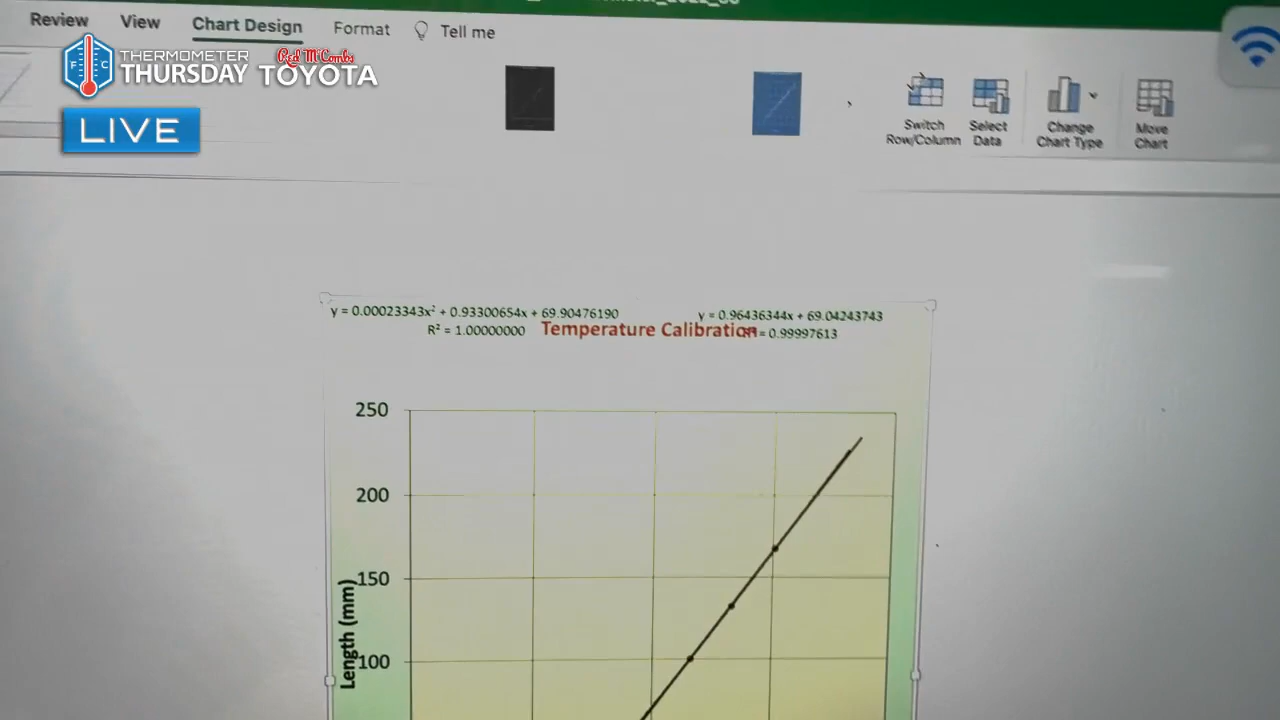 Review View Chart Design Format Tell me
F C THERMOMETER THURSDAY
Red McCombs TOYOTA
LIVE
Switch Row/Column
Select Data
Change Chart Type
Move Chart
y = 0.00023343x² + 0.93300654x + 69.90476190
R² = 1.00000000
y = 0.96436344x + 69.04243743
= 0.99997613
Temperature Calibration
250
200
150
100
Length (mm)